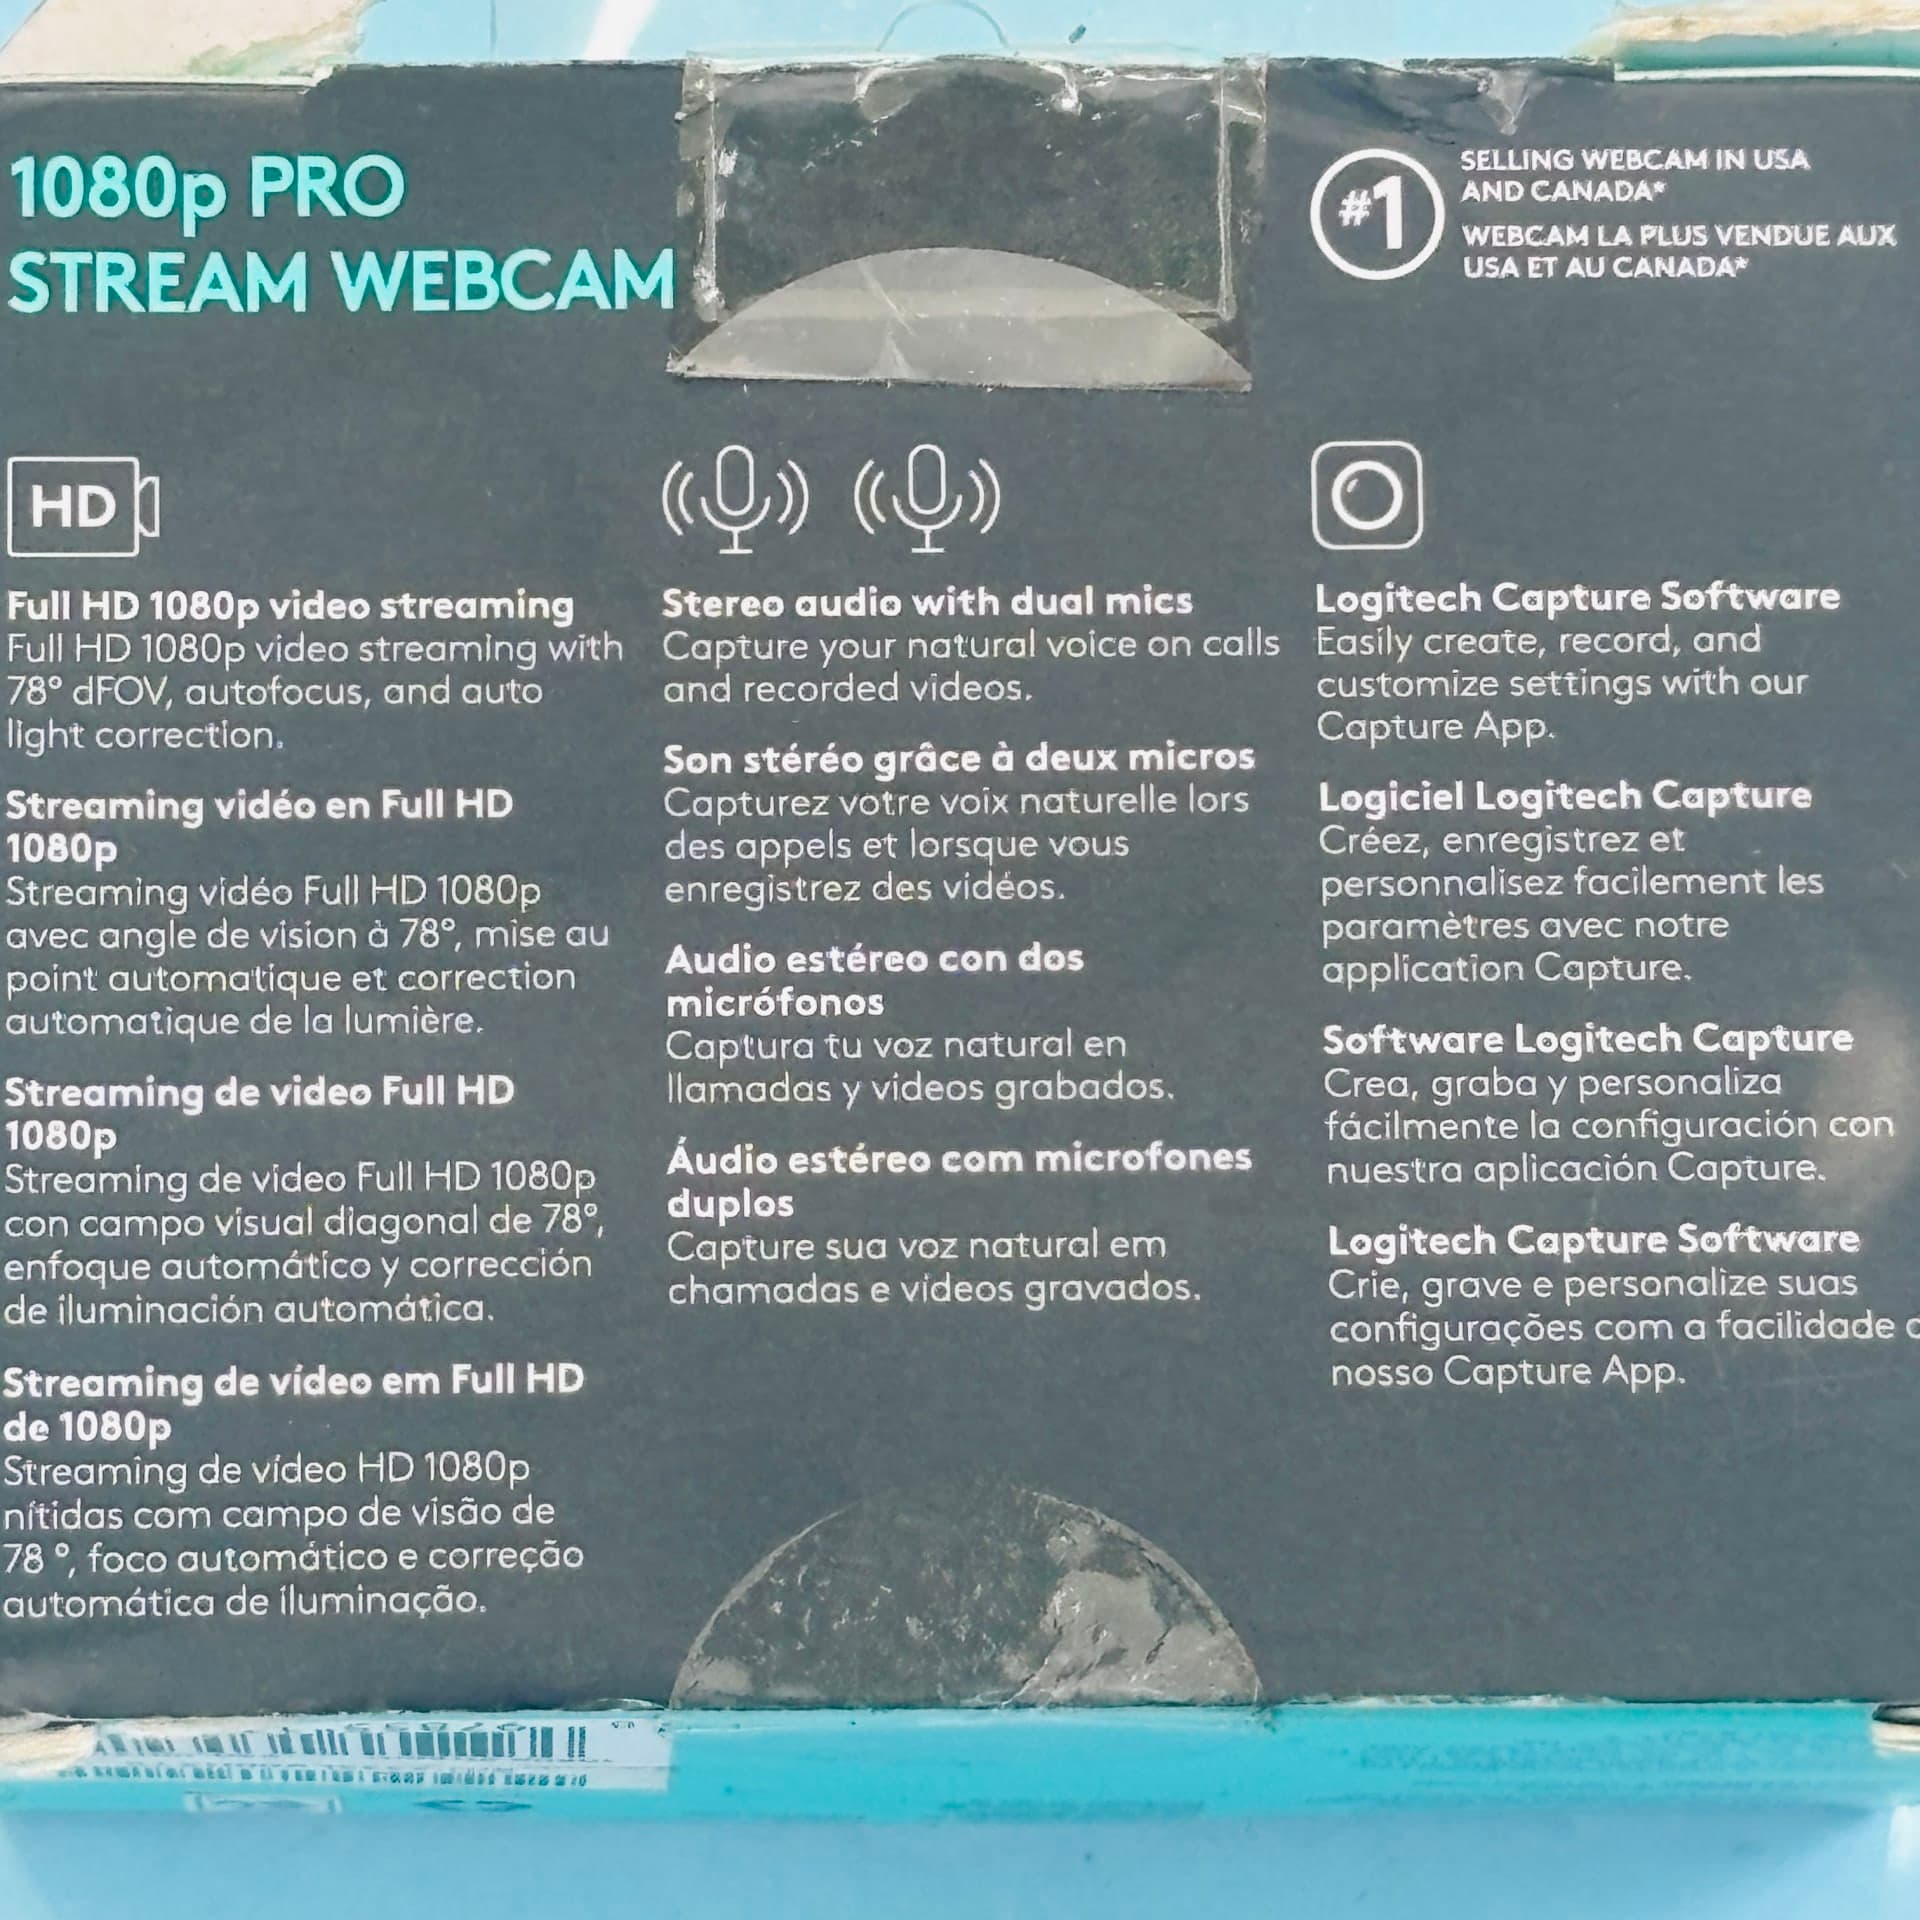 1080p PRO
STREAM WEBCAM
#1
SELLING WEBCAM IN USA
AND CANADA*
WEBCAM LA PLUS VENDUE AUX
USA ET AU CANADA*
HD
Full HD 1080p video streaming
Full HD 1080p video streaming with
78° dFOV, autofocus, and auto
light correction.
Streaming vidéo en Full HD
1080p
Streaming vidéo Full HD 1080p
avec angle de vision à 78°, mise au
point automatique et correction
automatique de la lumière.
Streaming de video Full HD
1080p
Streaming de video Full HD 1080p
con campo visual diagonal de 78°,
enfoque automático y corrección
de iluminación automática.
Streaming de vídeo em Full HD
de 1080p
Streaming de vídeo HD 1080p
nítidas com campo de visão de
78 °, foco automático e correção
automática de iluminação.
Stereo audio with dual mics
Capture your natural voice on calls
and recorded videos.
Son stéréo grâce à deux micros
Capturez votre voix naturelle lors
des appels et lorsque vous
enregistrez des vidéos.
Audio estéreo con dos
micrófonos
Captura tu voz natural en
llamadas y vídeos grabados.
Áudio estéreo com microfones
duplos
Capture sua voz natural em
chamadas e vídeos gravados.
Logitech Capture Software
Easily create, record, and
customize settings with our
Capture App.
Logiciel Logitech Capture
Créez, enregistrez et
personnalisez facilement les
paramètres avec notre
application Capture.
Software Logitech Capture
Crea, graba y personaliza
fácilmente la configuración con
nuestra aplicación Capture.
Logitech Capture Software
Crie, grave e personalize suas
configurações com a facilidade
nosso Capture App.